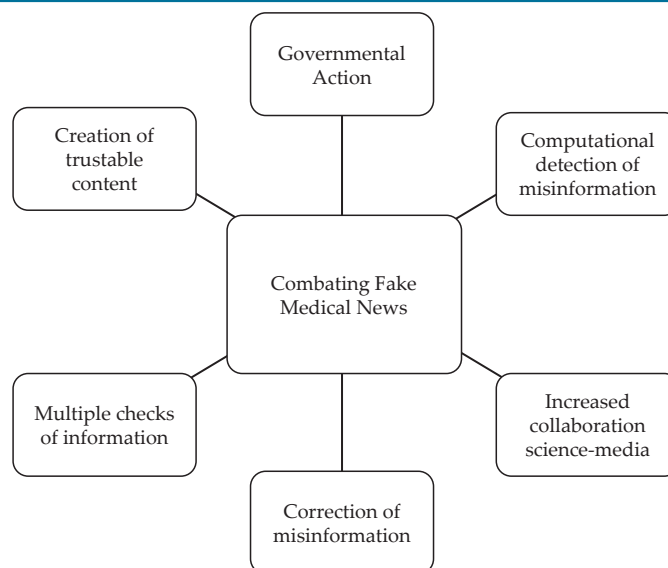 Governmental
Action
Creation of
trustable
content
Computational
detection of
misinformation
Combating Fake
Medical News
Multiple checks
of information
Increased
collaboration
science-media
Correction of
misinformation